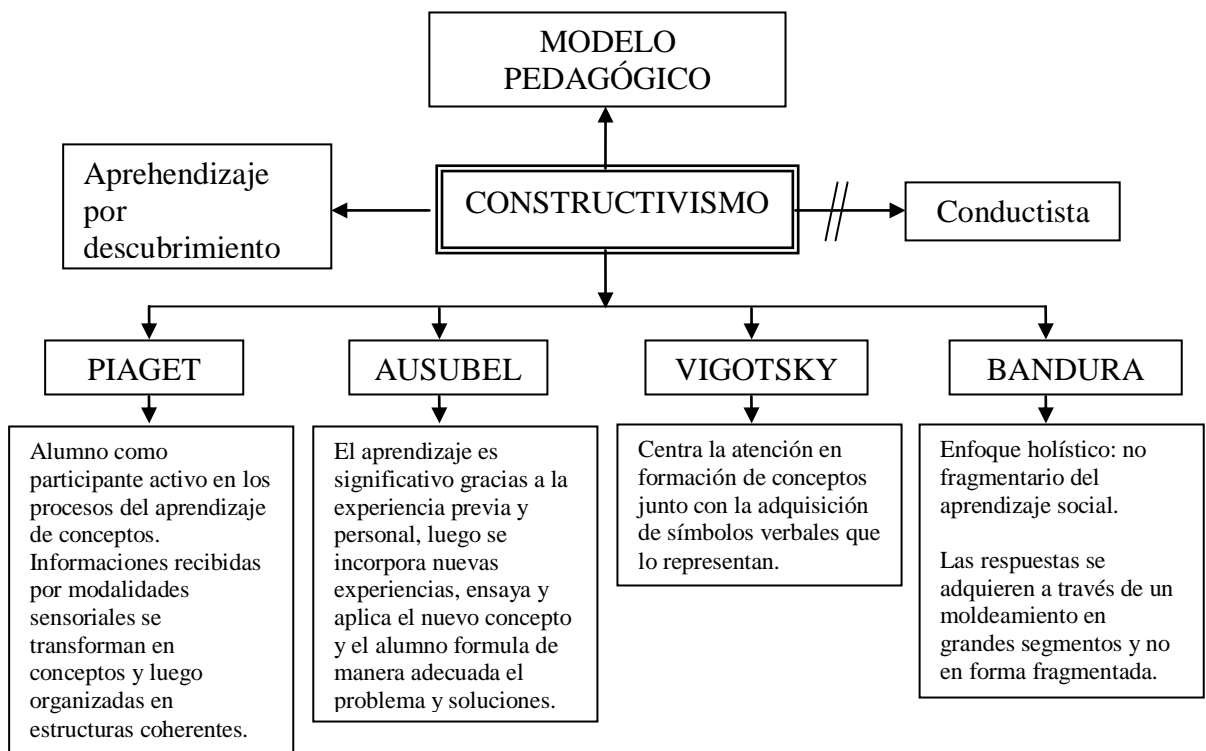 MODELO
PEDAGÓGICO
Aprehendizaje
por
descubrimiento
CONSTRUCTIVISMO
Conductista
PIAGET
AUSUBEL
VIGOTSKY
BANDURA
Alumno como
participante activo en los
procesos del aprendizaje
de conceptos.
Informaciones recibidas
por modalidades
sensoriales se
transforman en
conceptos y luego
organizadas en
estructuras coherentes.
El aprendizaje es
significativo gracias a la
experiencia previa y
personal, luego se
incorpora nuevas
experiencias, ensaya y
aplica el nuevo concepto
y el alumno formula de
manera adecuada el
problema y soluciones.
Centra la atención en
formación de conceptos
junto con la adquisición
de símbolos verbales que
lo representan.
Enfoque holístico: no
fragmentario del
aprendizaje social.
Las respuestas se
adquieren a través de un
moldeamiento en
grandes segmentos y no
en forma fragmentada.